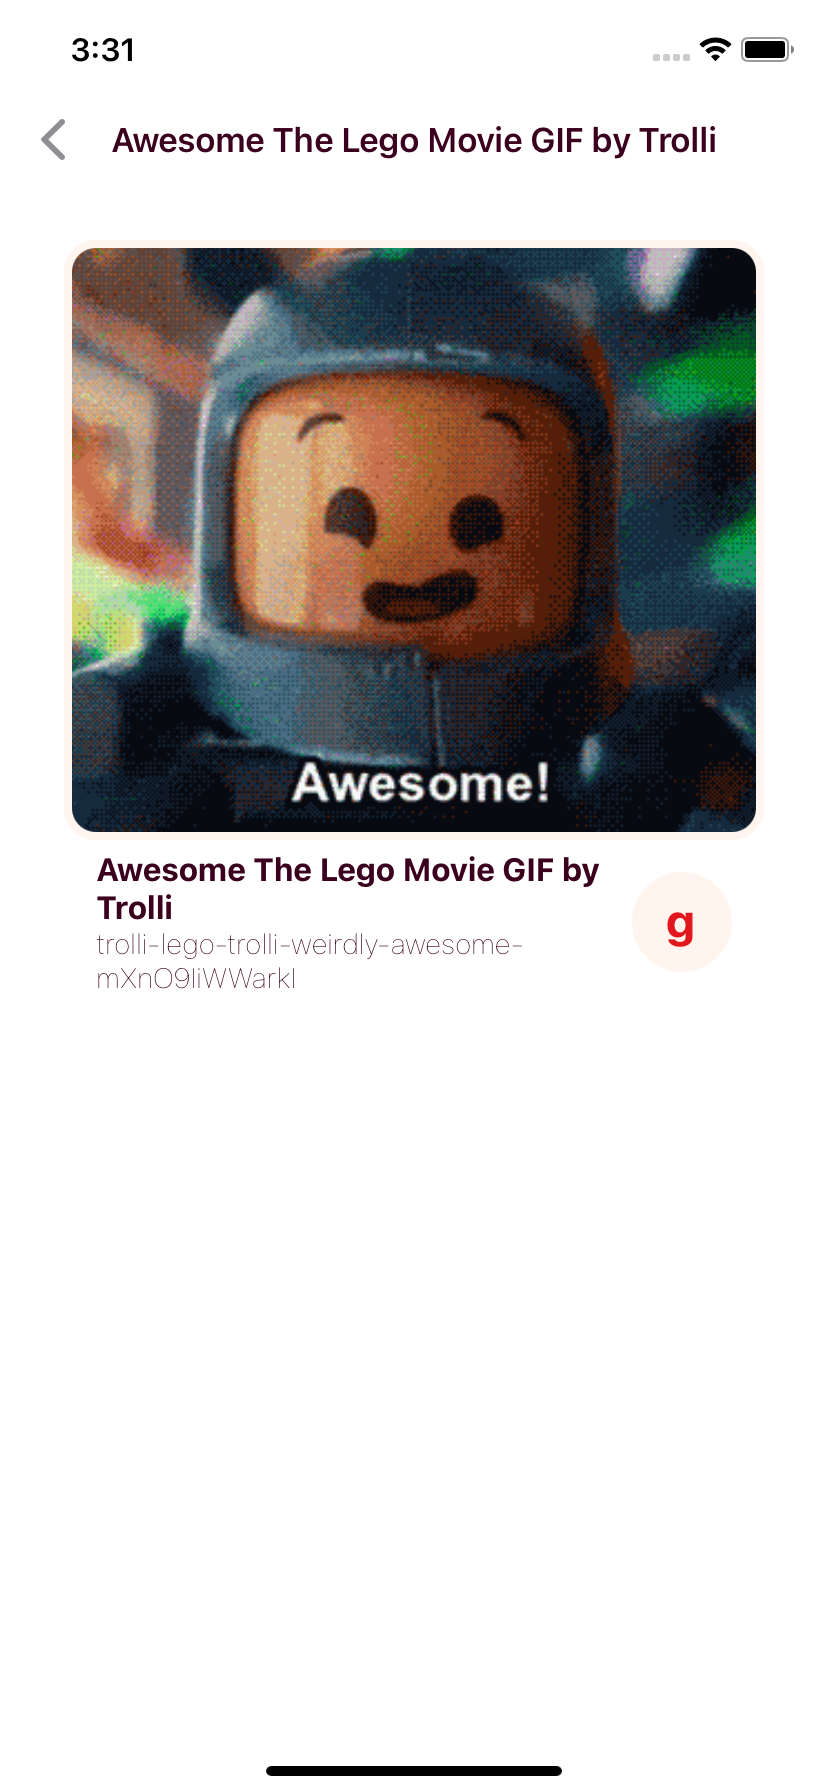 3:31
Awesome The Lego Movie GIF by Trolli
Awesome!
Awesome The Lego Movie GIF by
Trolli
trolli-lego-trolli-weirdly-awesome-
mXnO9IiWWarkI
g